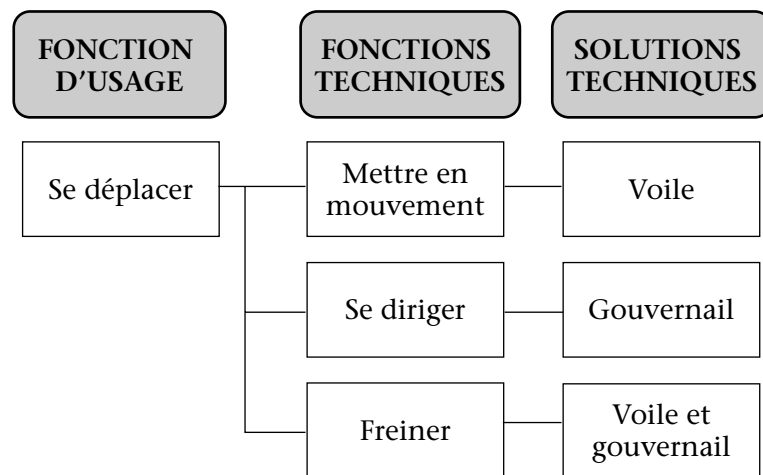 FONCTION
D'USAGE
FONCTIONS
TECHNIQUES
SOLUTIONS
TECHNIQUES
Se déplacer
Mettre en
mouvement
Voile
Se diriger
Gouvernail
Freiner
Voile et
gouvernail